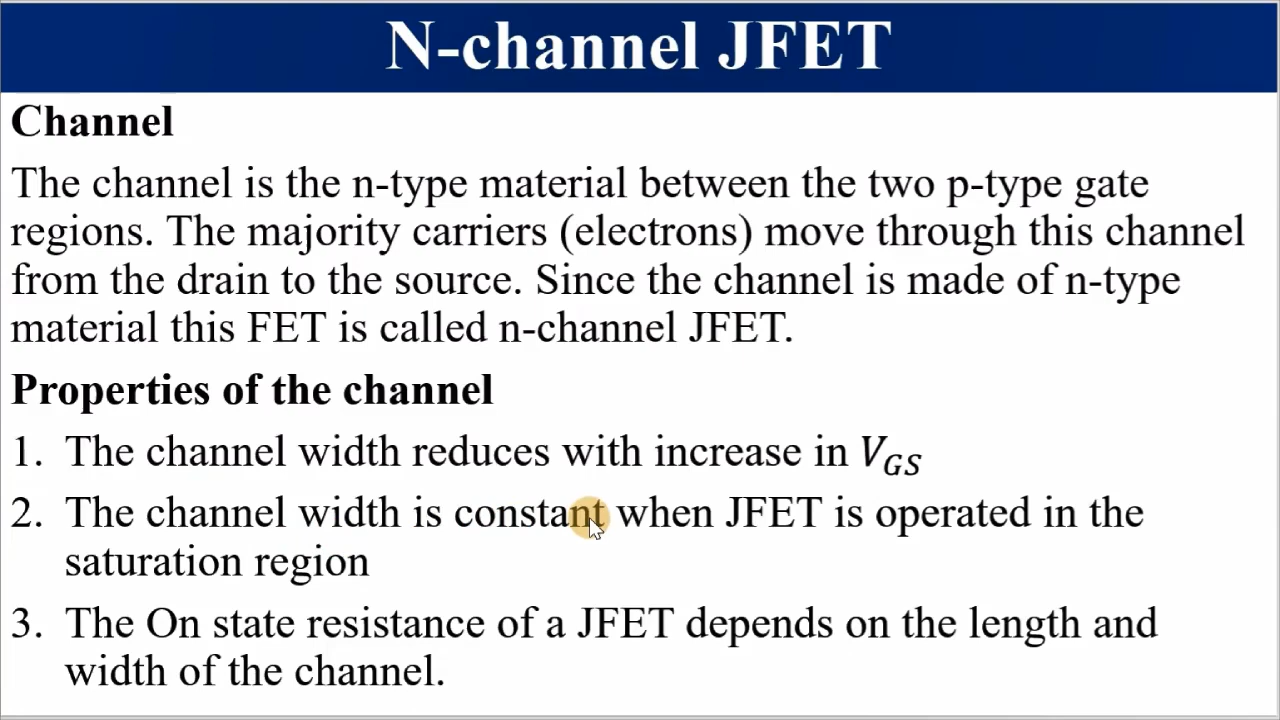 N-channel JFET
Channel
The channel is the n-type material between the two p-type gate
regions. The majority carriers (electrons) move through this channel
from the drain to the source. Since the channel is made of n-type
material this FET is called n-channel JFET.
Properties of the channel
1. The channel width reduces with increase in V_GS
2. The channel width is constant when JFET is operated in the
saturation region
3. The On state resistance of a JFET depends on the length and
width of the channel.